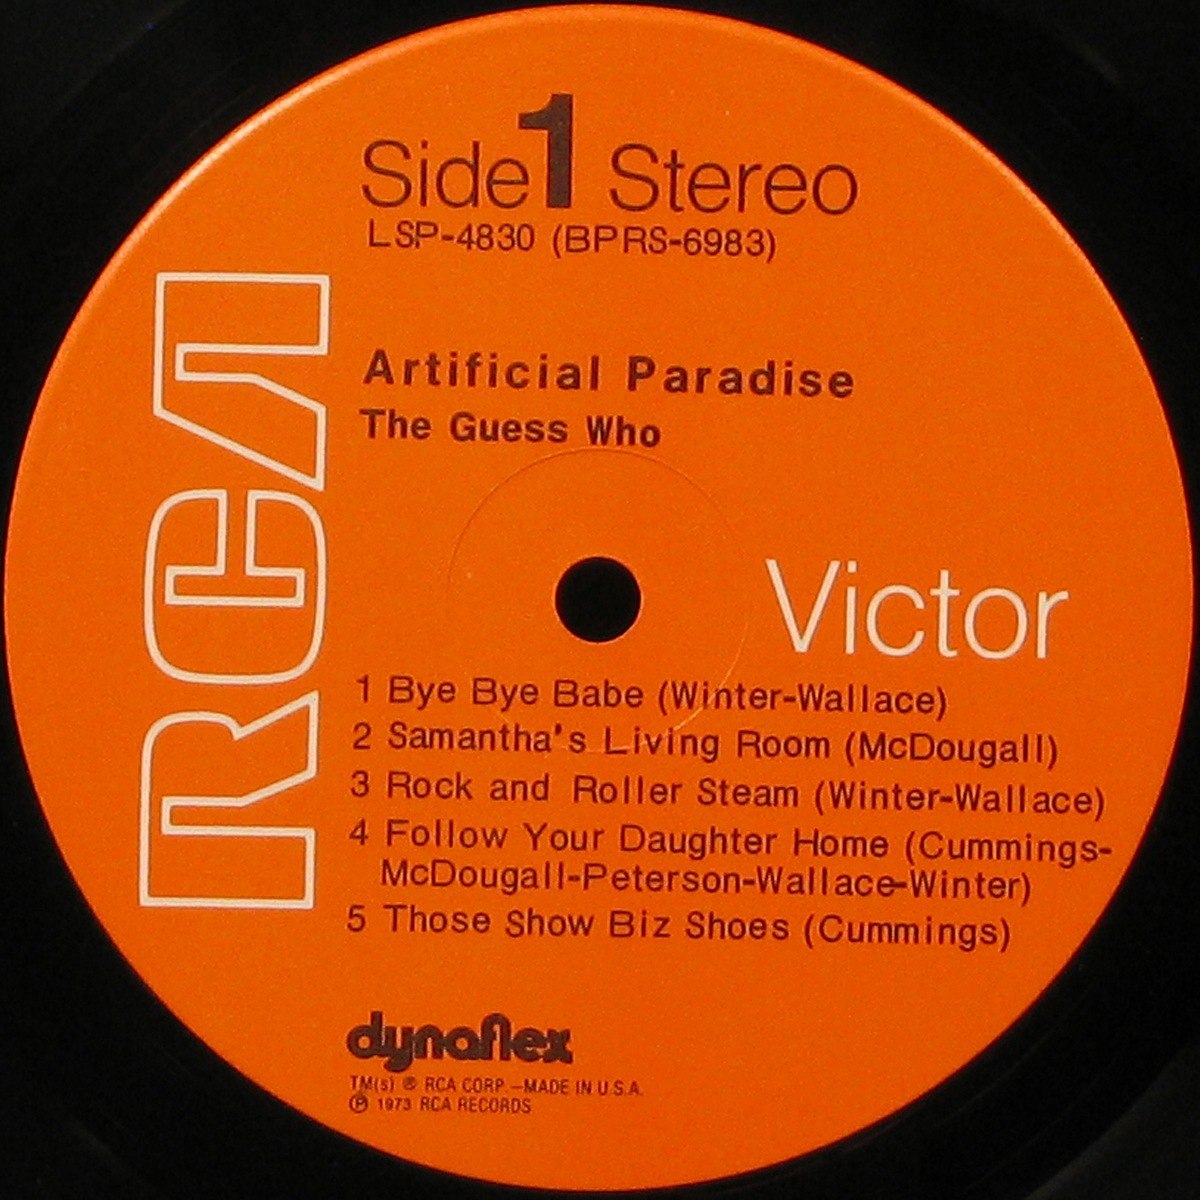 Side 1 Stereo
LSP-4830 (BPRS-6983)
RCA
Artificial Paradise
The Guess Who
Victor
1 Bye Bye Babe (Winter-Wallace)
2 Samantha's Living Room (McDougall)
3 Rock and Roller Steam (Winter-Wallace)
4 Follow Your Daughter Home (Cummings-
McDougall-Peterson-Wallace-Winter)
5 Those Show Biz Shoes (Cummings)
dynaflex
TM(s) ® RCA CORP.—MADE IN U.S.A.
℗ 1973 RCA RECORDS